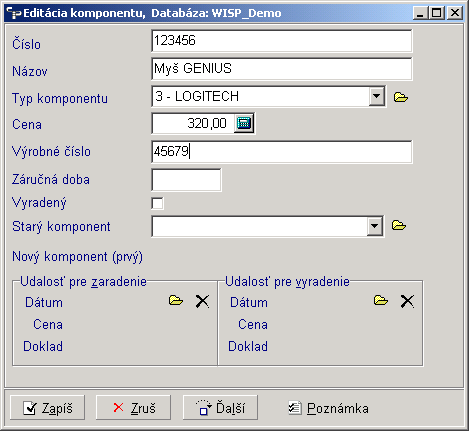 Editácia komponentu, Databáza: WISP_Demo
Číslo 123456
Názov Myš GENIUS
Typ komponentu 3 - LOGITECH
Cena 320,00
Výrobné číslo 45679
Záručná doba
Vyradený
Starý komponent
Nový komponent (prvý)
Udalosť pre zaradenie Udalosť pre vyradenie
Dátum Dátum
Cena Cena
Doklad Doklad
Zapíš Zruš Ďalší Poznámka